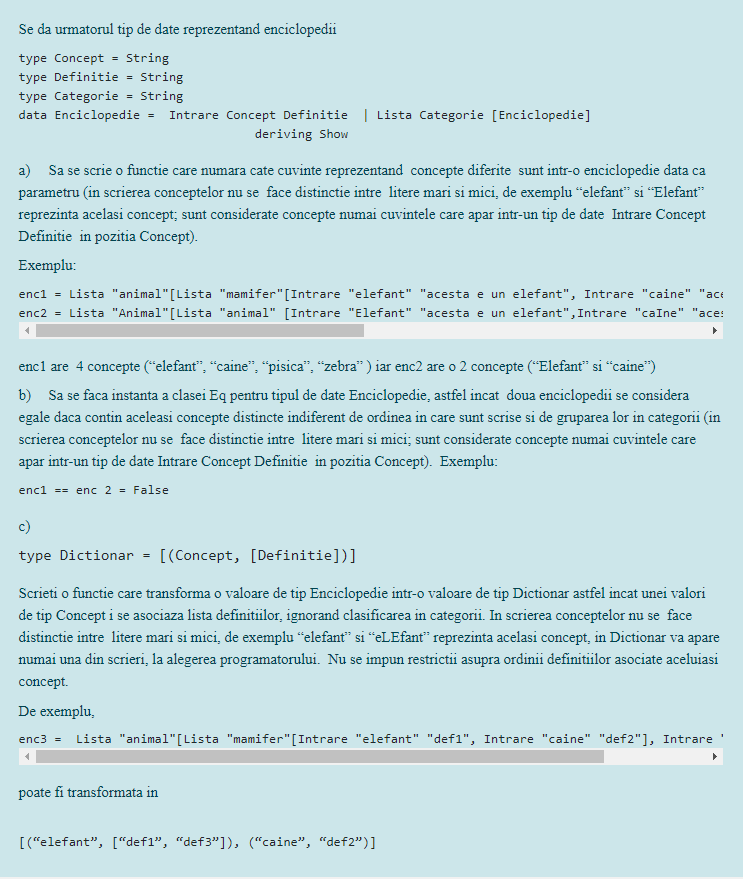 Se da urmatorul tip de date reprezentand enciclopedii
type Concept = String
type Definitie = String
type Categorie = String
data Enciclopedie =  Intrare Concept Definitie  | Lista Categorie [Enciclopedie]
deriving Show
a)    Sa se scrie o functie care numara cate cuvinte reprezentand  concepte diferite  sunt intr-o enciclopedie data ca
parametru (in scrierea conceptelor nu se  face distinctie intre  litere mari si mici, de exemplu “elefant” si “Elefant”
reprezinta acelasi concept; sunt considerate concepte numai cuvintele care apar intr-un tip de date  Intrare Concept
Definitie  in pozitia Concept).
Exemplu:
enc1 = Lista "animal"[Lista "mamifer"[Intrare "elefant" "acesta e un elefant", Intrare "caine" "ace
enc2 = Lista "Animal"[Lista "animal" [Intrare "Elefant" "acesta e un elefant",Intrare "caIne" "aces
enc1 are  4 concepte (“elefant”, “caine”, “pisica”, “zebra” ) iar enc2 are o 2 concepte (“Elefant” si “caine”)
b)    Sa se faca instanta a clasei Eq pentru tipul de date Enciclopedie, astfel incat  doua enciclopedii se considera
egale daca contin aceleasi concepte distincte indiferent de ordinea in care sunt scrise si de gruparea lor in categorii (in
scrierea conceptelor nu se  face distinctie intre  litere mari si mici; sunt considerate concepte numai cuvintele care
apar intr-un tip de date Intrare Concept Definitie  in pozitia Concept).  Exemplu:
enc1 == enc 2 = False
c)
type Dictionar = [(Concept, [Definitie])]
Scrieti o functie care transforma o valoare de tip Enciclopedie intr-o valoare de tip Dictionar astfel incat unei valori
de tip Concept i se asociaza lista definitiilor, ignorand clasificarea in categorii. In scrierea conceptelor nu se  face
distinctie intre  litere mari si mici, de exemplu “elefant” si “eLEfant” reprezinta acelasi concept, in Dictionar va apare
numai una din scrieri, la alegerea programatorului.  Nu se impun restrictii asupra ordinii definitiilor asociate aceluiasi
concept.
De exemplu,
enc3 =  Lista "animal"[Lista "mamifer"[Intrare "elefant" "def1", Intrare "caine" "def2"], Intrare "
poate fi transformata in
[(“elefant”, [“def1”, “def3”]), (“caine”, “def2”)]